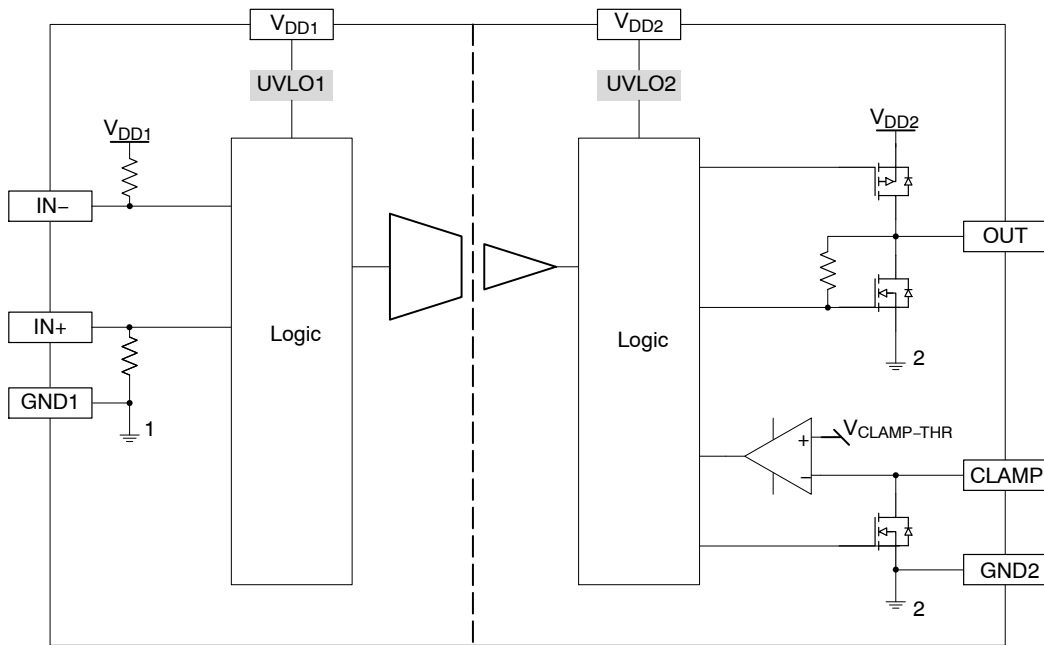 VDD1
VDD2
UVLO1
UVLO2
VDD1
VDD2
IN−
OUT
IN+
Logic
Logic
2
GND1
1
VCLAMP−THR
+
−
CLAMP
GND2
2